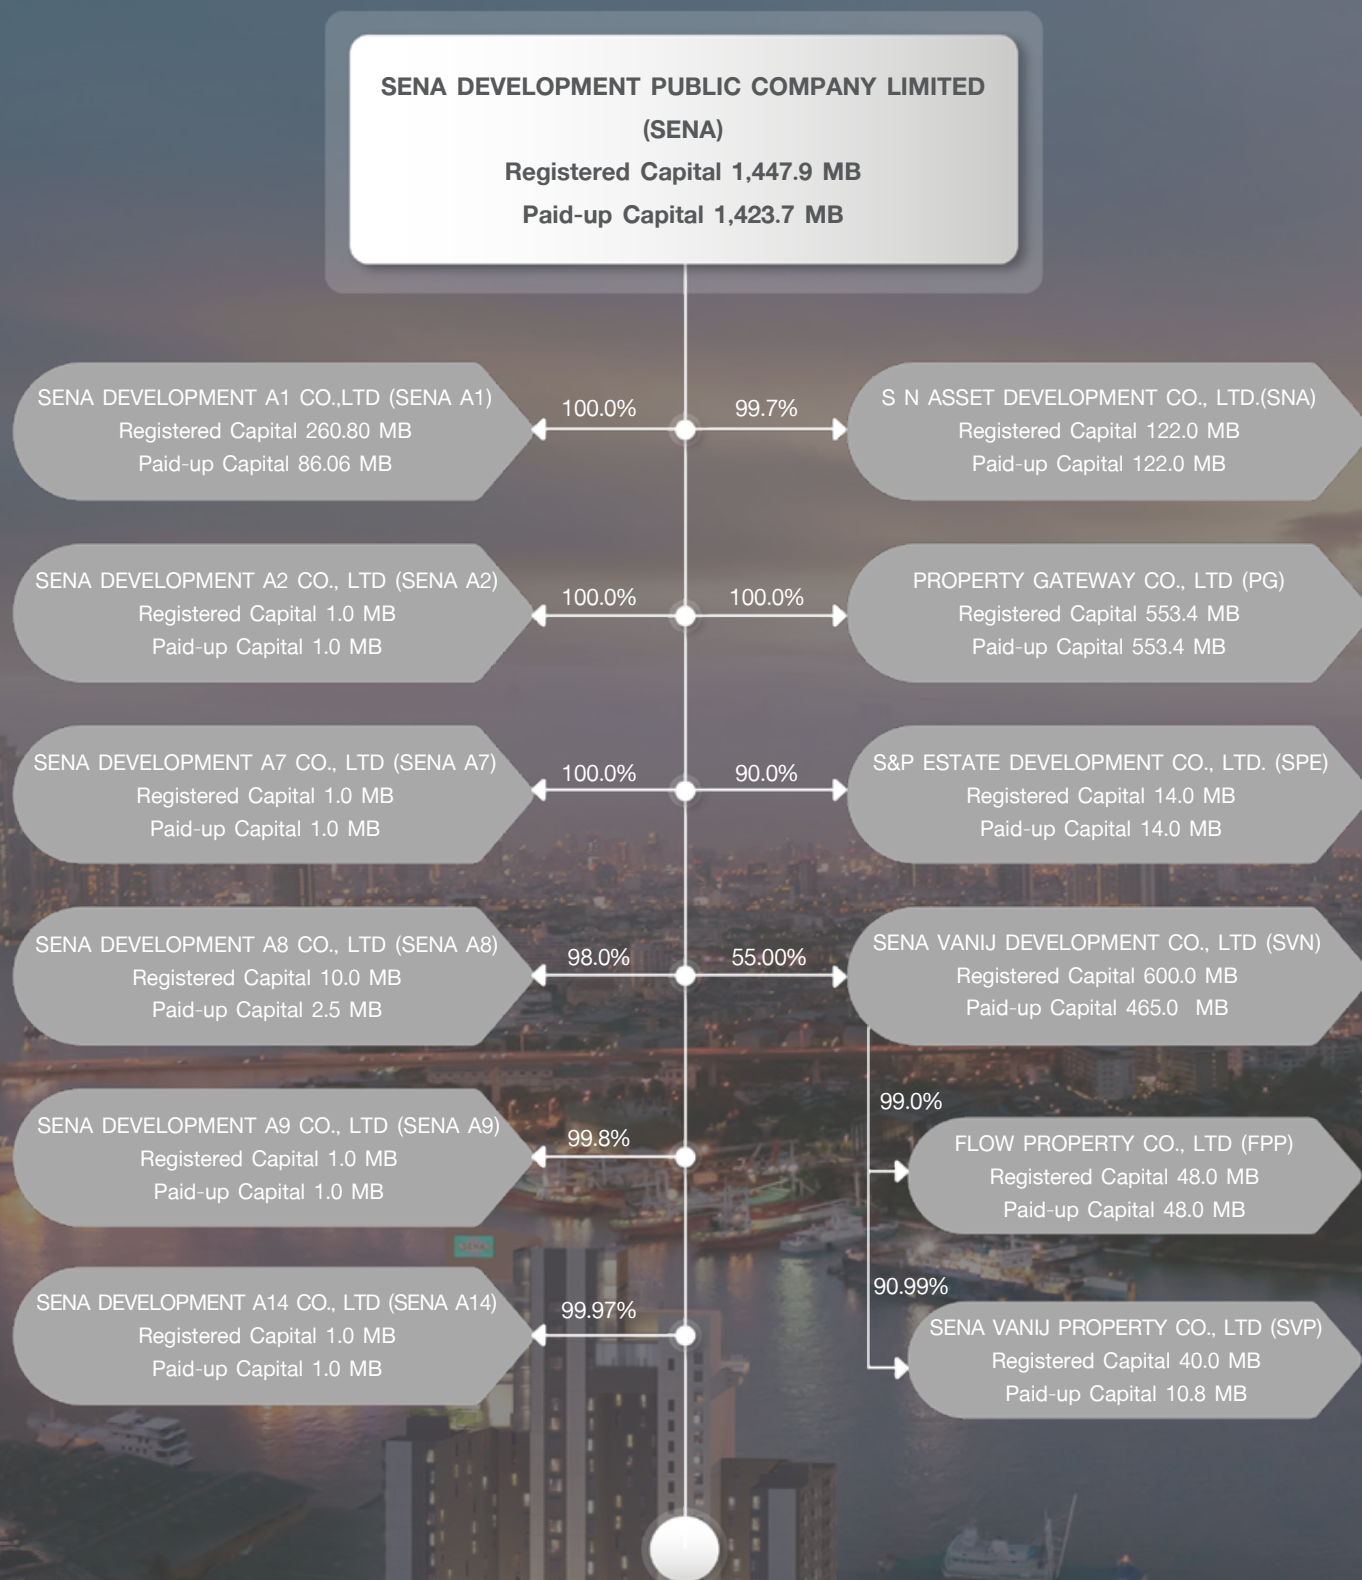 SENA DEVELOPMENT PUBLIC COMPANY LIMITED
(SENA)
Registered Capital 1,447.9 MB
Paid-up Capital 1,423.7 MB
SENA DEVELOPMENT A1 CO.,LTD (SENA A1)
Registered Capital 260.80 MB
Paid-up Capital 86.06 MB
100.0%
99.7%
S N ASSET DEVELOPMENT CO., LTD.(SNA)
Registered Capital 122.0 MB
Paid-up Capital 122.0 MB
SENA DEVELOPMENT A2 CO., LTD (SENA A2)
Registered Capital 1.0 MB
Paid-up Capital 1.0 MB
100.0%
100.0%
PROPERTY GATEWAY CO., LTD (PG)
Registered Capital 553.4 MB
Paid-up Capital 553.4 MB
SENA DEVELOPMENT A7 CO., LTD (SENA A7)
Registered Capital 1.0 MB
Paid-up Capital 1.0 MB
100.0%
90.0%
S&P ESTATE DEVELOPMENT CO., LTD. (SPE)
Registered Capital 14.0 MB
Paid-up Capital 14.0 MB
SENA DEVELOPMENT A8 CO., LTD (SENA A8)
Registered Capital 10.0 MB
Paid-up Capital 2.5 MB
98.0%
55.00%
SENA VANIJ DEVELOPMENT CO., LTD (SVN)
Registered Capital 600.0 MB
Paid-up Capital 465.0 MB
SENA DEVELOPMENT A9 CO., LTD (SENA A9)
Registered Capital 1.0 MB
Paid-up Capital 1.0 MB
99.8%
99.0%
FLOW PROPERTY CO., LTD (FPP)
Registered Capital 48.0 MB
Paid-up Capital 48.0 MB
SENA DEVELOPMENT A14 CO., LTD (SENA A14)
Registered Capital 1.0 MB
Paid-up Capital 1.0 MB
99.97%
90.99%
SENA VANIJ PROPERTY CO., LTD (SVP)
Registered Capital 40.0 MB
Paid-up Capital 10.8 MB